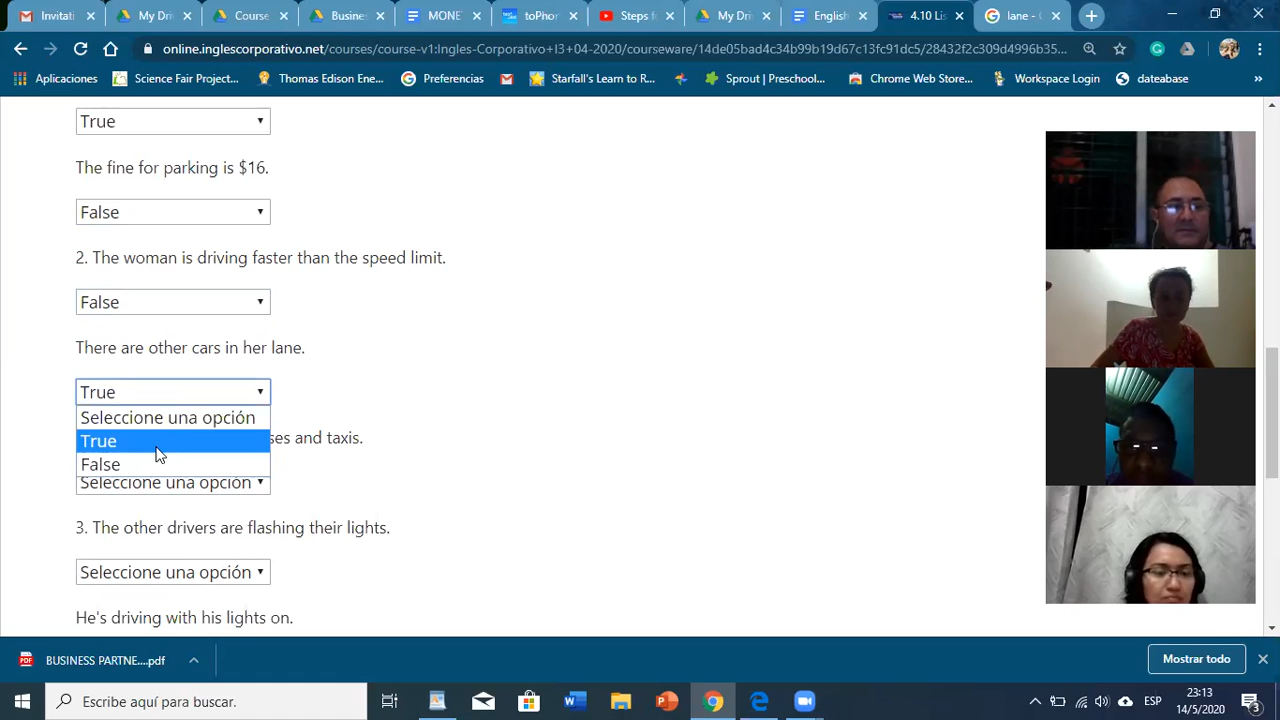 Invitati
My Dri
Course
Busine
MONE
toPhor
Steps f
My Dri
English
4.10 Lis
lane - C
online.inglescorporativo.net/courses/course-v1:Ingles-Corporativo+I3+04-2020/courseware/14de05bad4c34b99b19d67c13fc91dc5/28432f2c309d4996b35...
Aplicaciones
Science Fair Project...
Thomas Edison Ene...
Preferencias
Starfall's Learn to R...
Sprout | Preschool...
Chrome Web Store...
Workspace Login
dateabase
»
True
The fine for parking is $16.
False
2. The woman is driving faster than the speed limit.
False
There are other cars in her lane.
True
Seleccione una opción
True
ses and taxis.
False
Seleccione una opción
3. The other drivers are flashing their lights.
Seleccione una opción
He's driving with his lights on.
PDF
BUSINESS PARTNE....pdf
Mostrar todo
Escribe aquí para buscar.
ESP
23:13
14/5/2020
3